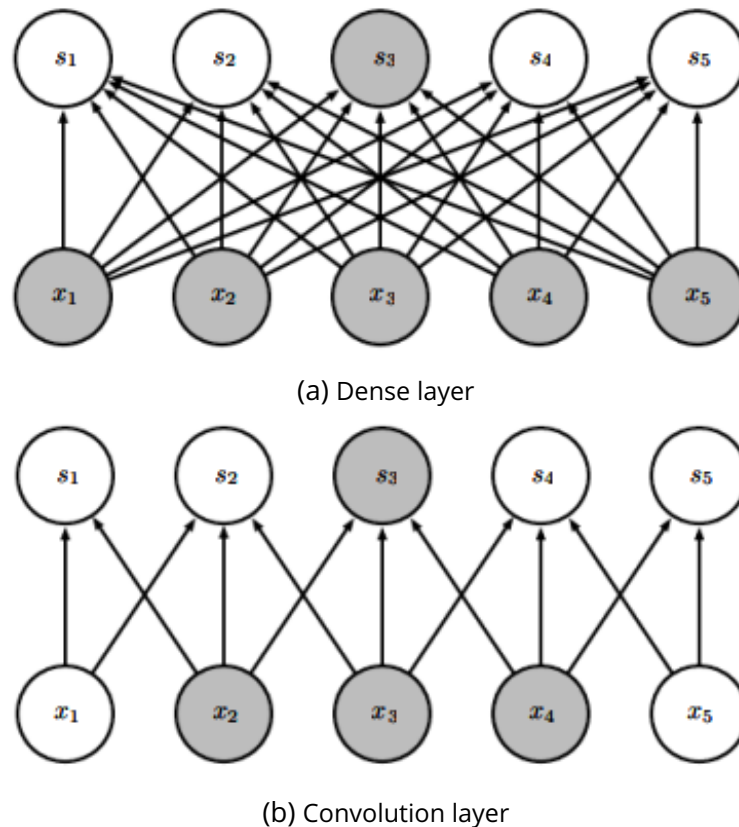 s₁ s₂ s₃ s₄ s₅
x₁ x₂ x₃ x₄ x₅
(a) Dense layer
s₁ s₂ s₃ s₄ s₅
x₁ x₂ x₃ x₄ x₅
(b) Convolution layer